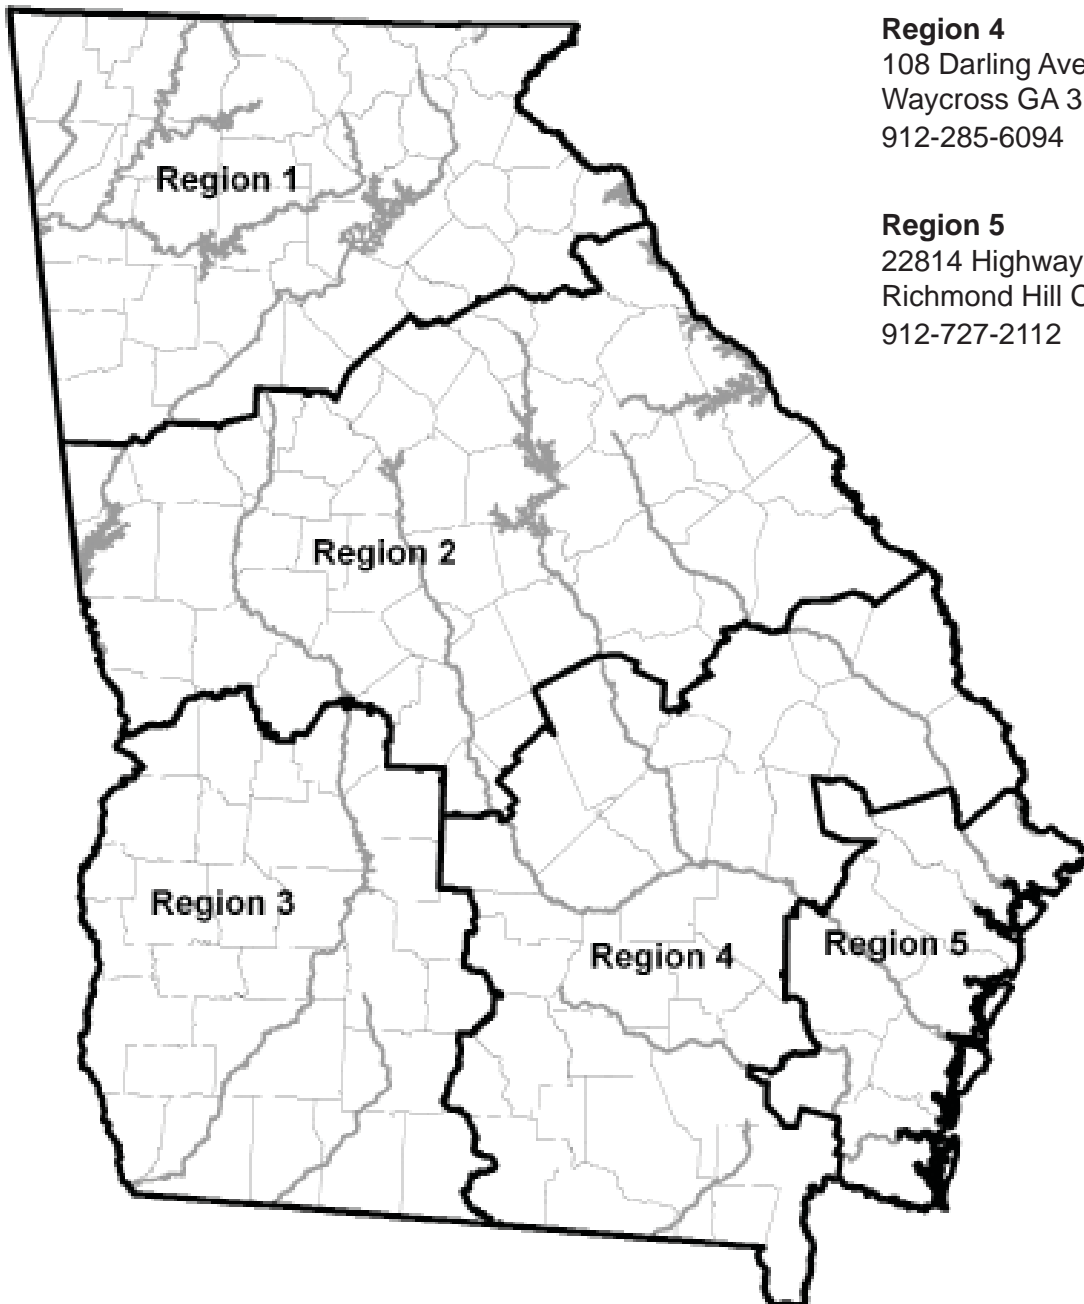 Region 4
108 Darling Ave
Waycross GA 3
912-285-6094
Region 5
22814 Highway
Richmond Hill
912-727-2112
Region 1
Region 2
Region 3
Region 4
Region 5